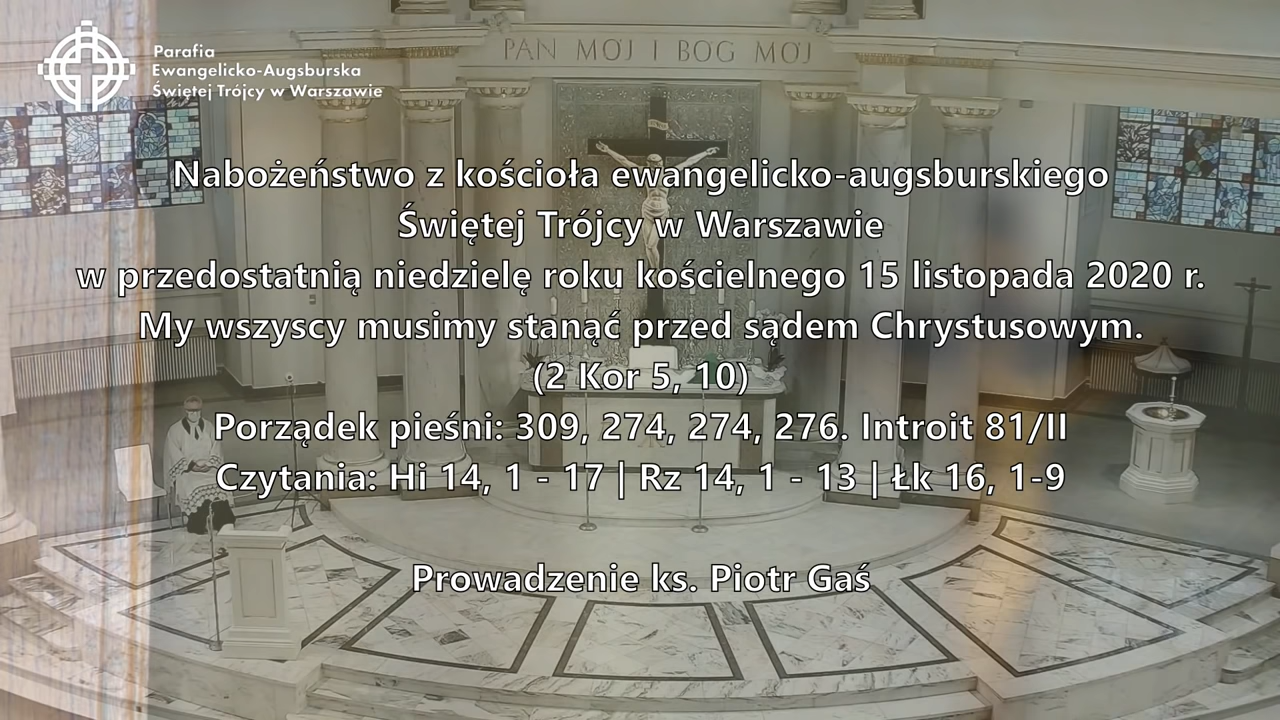 Parafia
Ewangelicko-Augsburska
Świętej Trójcy w Warszawie
PAN MÓJ I BÓG MÓJ
Nabożeństwo z kościoła ewangelicko-augsburskiego
Świętej Trójcy w Warszawie
w przedostatnią niedzielę roku kościelnego 15 listopada 2020 r.
My wszyscy musimy stanąć przed sądem Chrystusowym.
(2 Kor 5, 10)
Porządek pieśni: 309, 274, 274, 276. Introit 81/II
Czytania: Hi 14, 1 - 17 | Rz 14, 1 - 13 | Łk 16, 1-9
Prowadzenie ks. Piotr Gaś